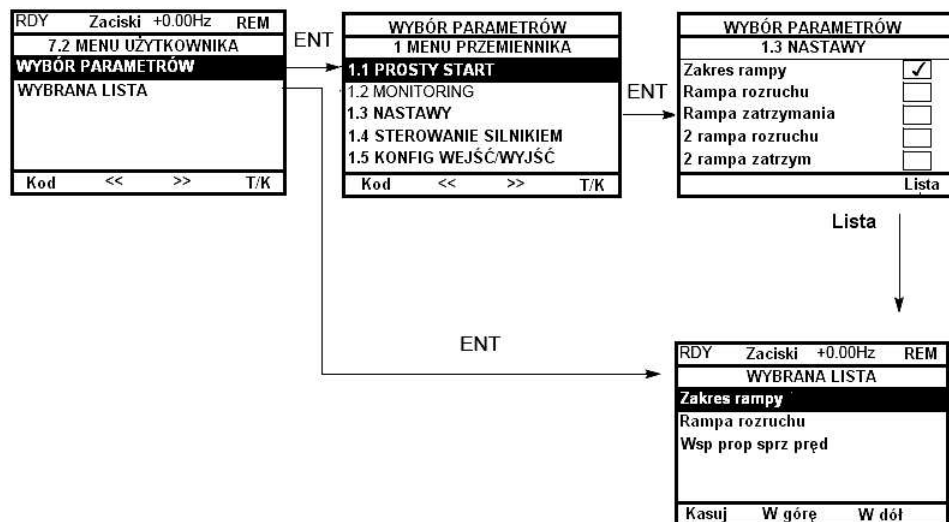 RDY Zaciski +0.00Hz REM
7.2 MENU UŻYTKOWNIKA
WYBÓR PARAMETRÓW
WYBRANA LISTA
Kod << >> T/K
ENT
WYBÓR PARAMETRÓW
1 MENU PRZEMIENNIKA
1.1 PROSTY START
1.2 MONITORING
1.3 NASTAWY
1.4 STEROWANIE SILNIKIEM
1.5 KONFIG WEJŚĆ/WYJŚĆ
Kod << >> T/K
ENT
WYBÓR PARAMETRÓW
1.3 NASTAWY
Zakres rampy ✓
Rampa rozruchu
Rampa zatrzymania
2 rampa rozruchu
2 rampa zatrzym
Lista
Lista
ENT
RDY Zaciski +0.00Hz REM
WYBRANA LISTA
Zakres rampy
Rampa rozruchu
Wsp prop sprz pręd
Kasuj W górę W dół